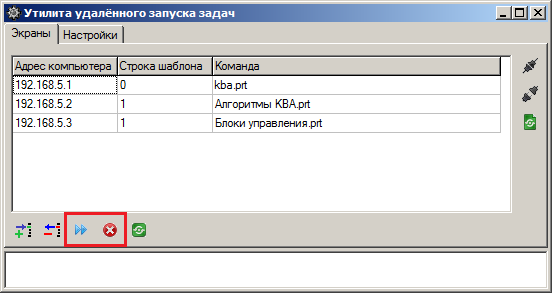 Утилита удалённого запуска задач
Экраны Настройки
Адрес компьютера Строка шаблона Команда
192.168.5.1 0 kba.prt
192.168.5.2 1 Алгоритмы КВА.prt
192.168.5.3 1 Блоки управления.prt